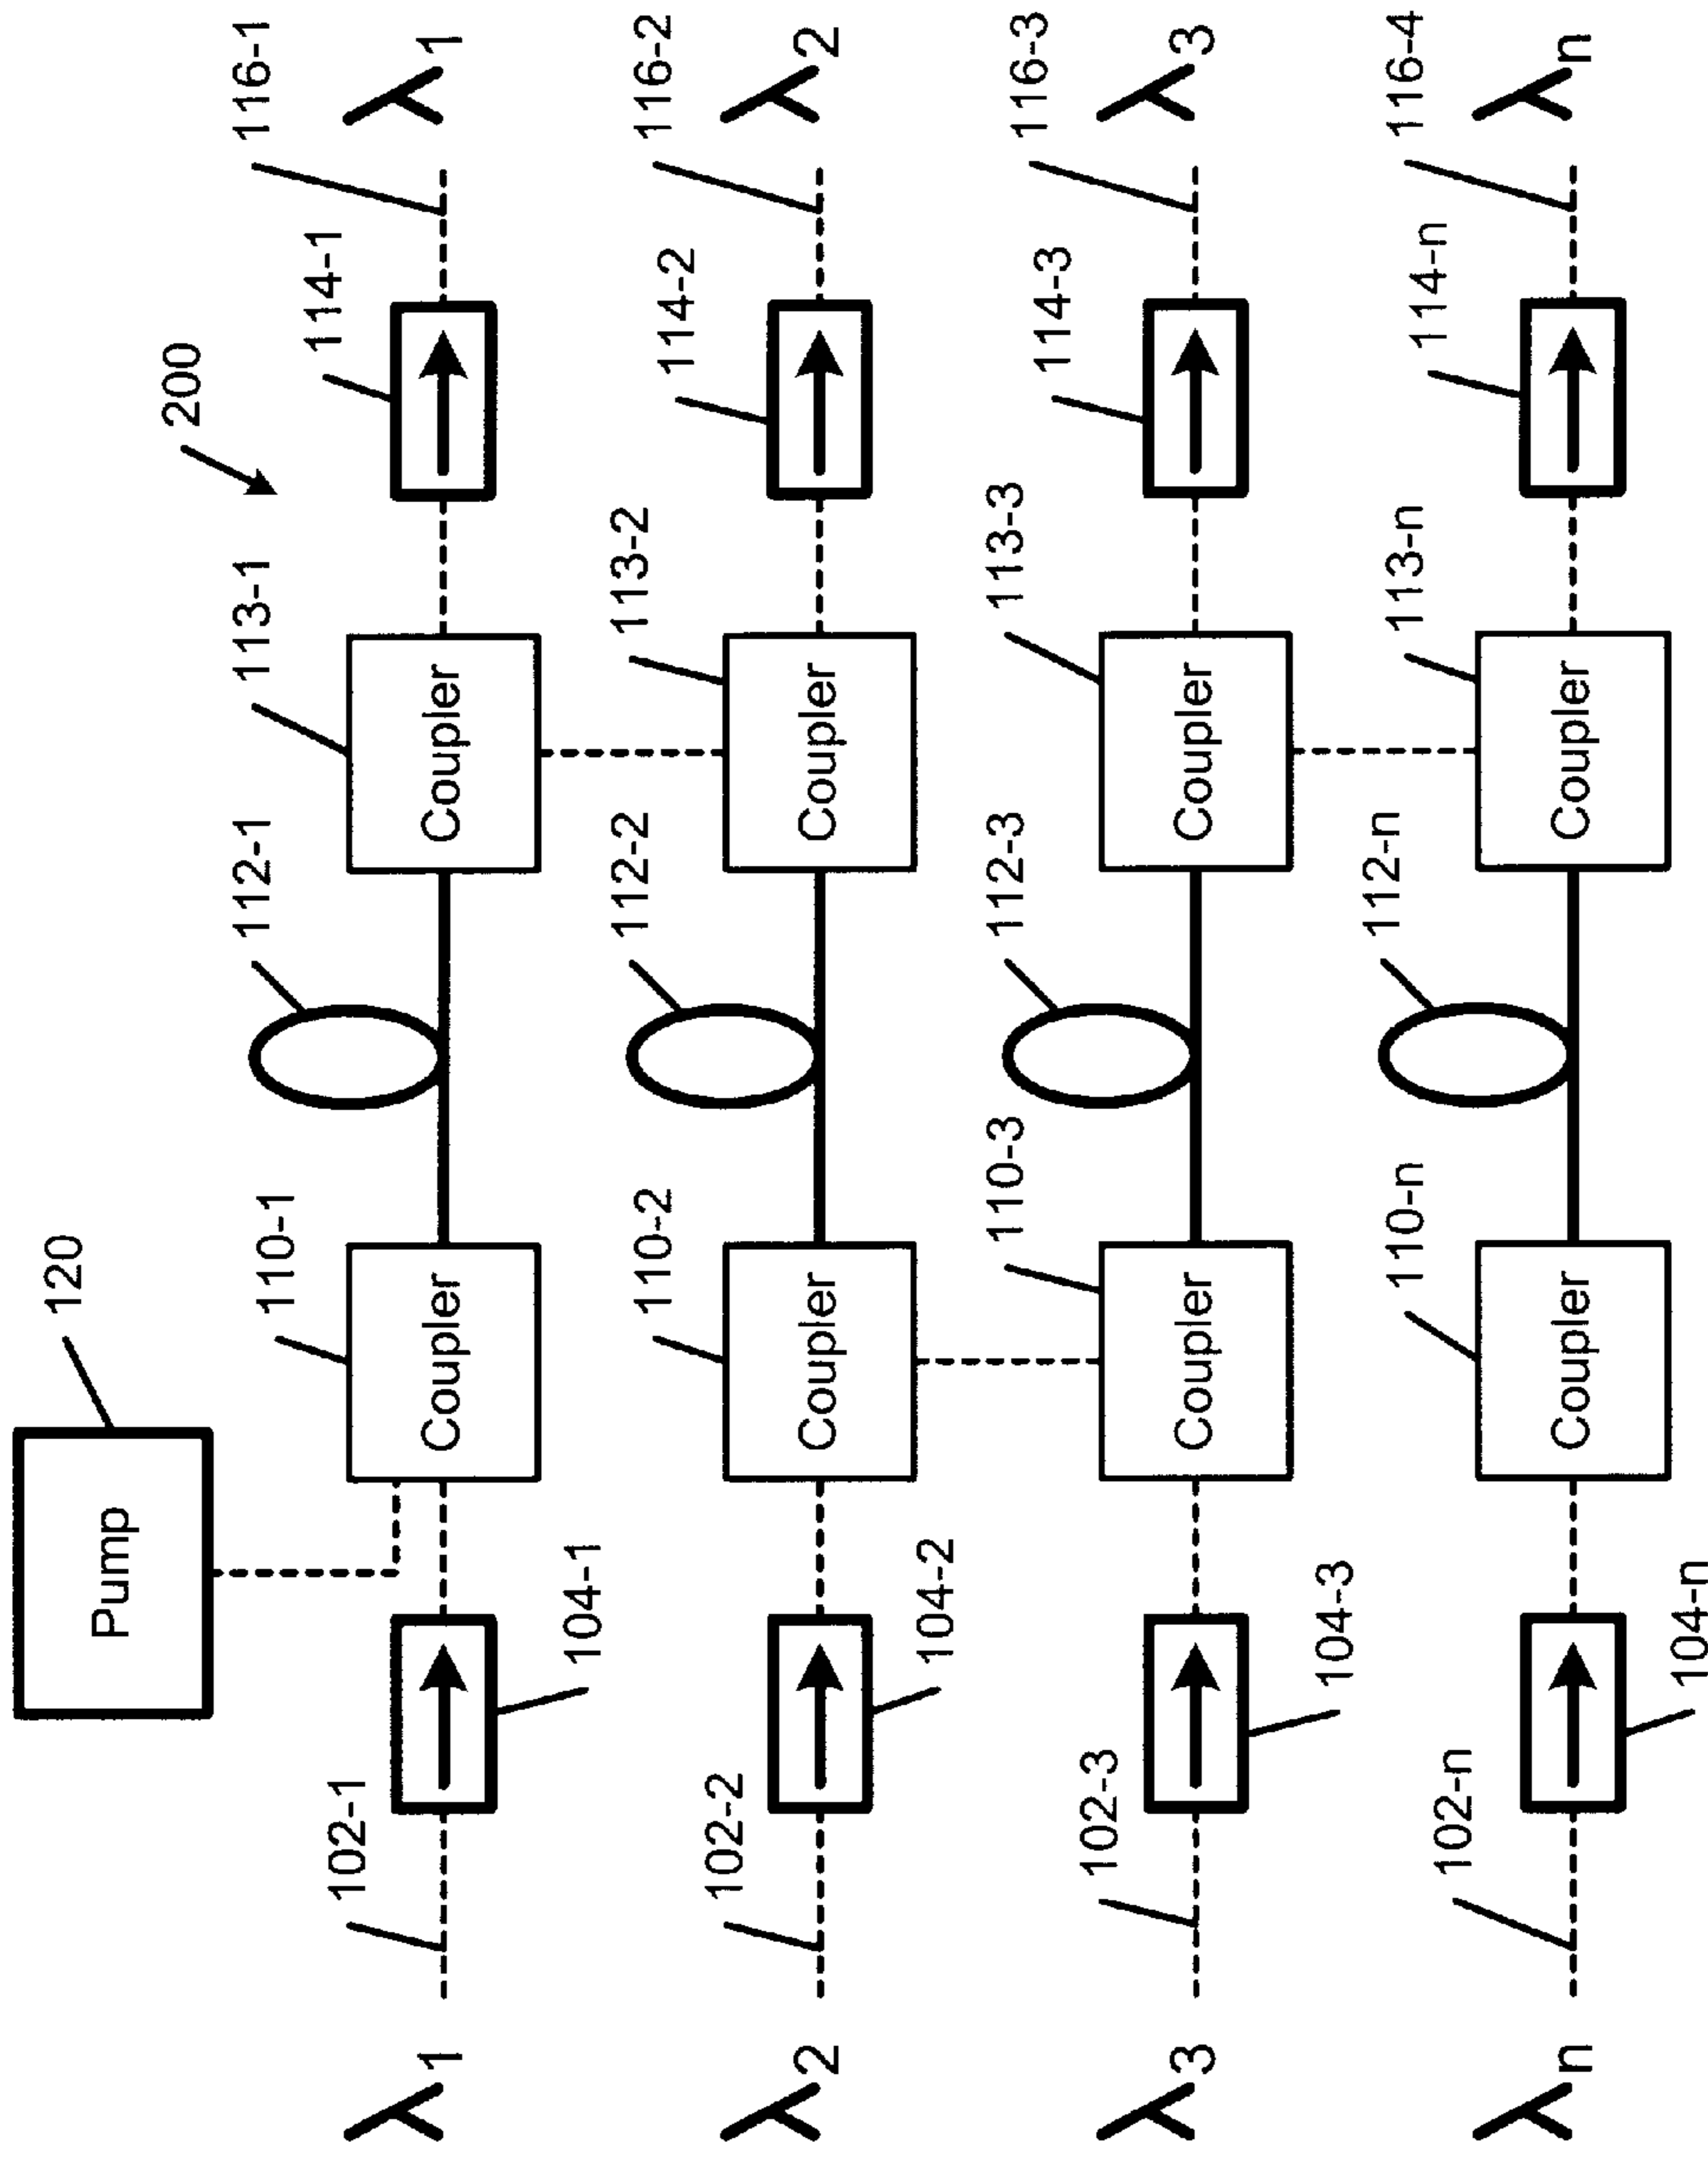 120
Pump
200
110-1
112-1
113-1
114-1
116-1
λ1
102-1
Coupler
Coupler
λ1
104-1
110-2
112-2
113-2
114-2
116-2
λ2
102-2
Coupler
Coupler
λ2
104-2
110-3
112-3
113-3
114-3
116-3
λ3
102-3
Coupler
Coupler
λ3
104-3
110-n
112-n
113-n
114-n
116-4
λn
102-n
Coupler
Coupler
λn
104-n